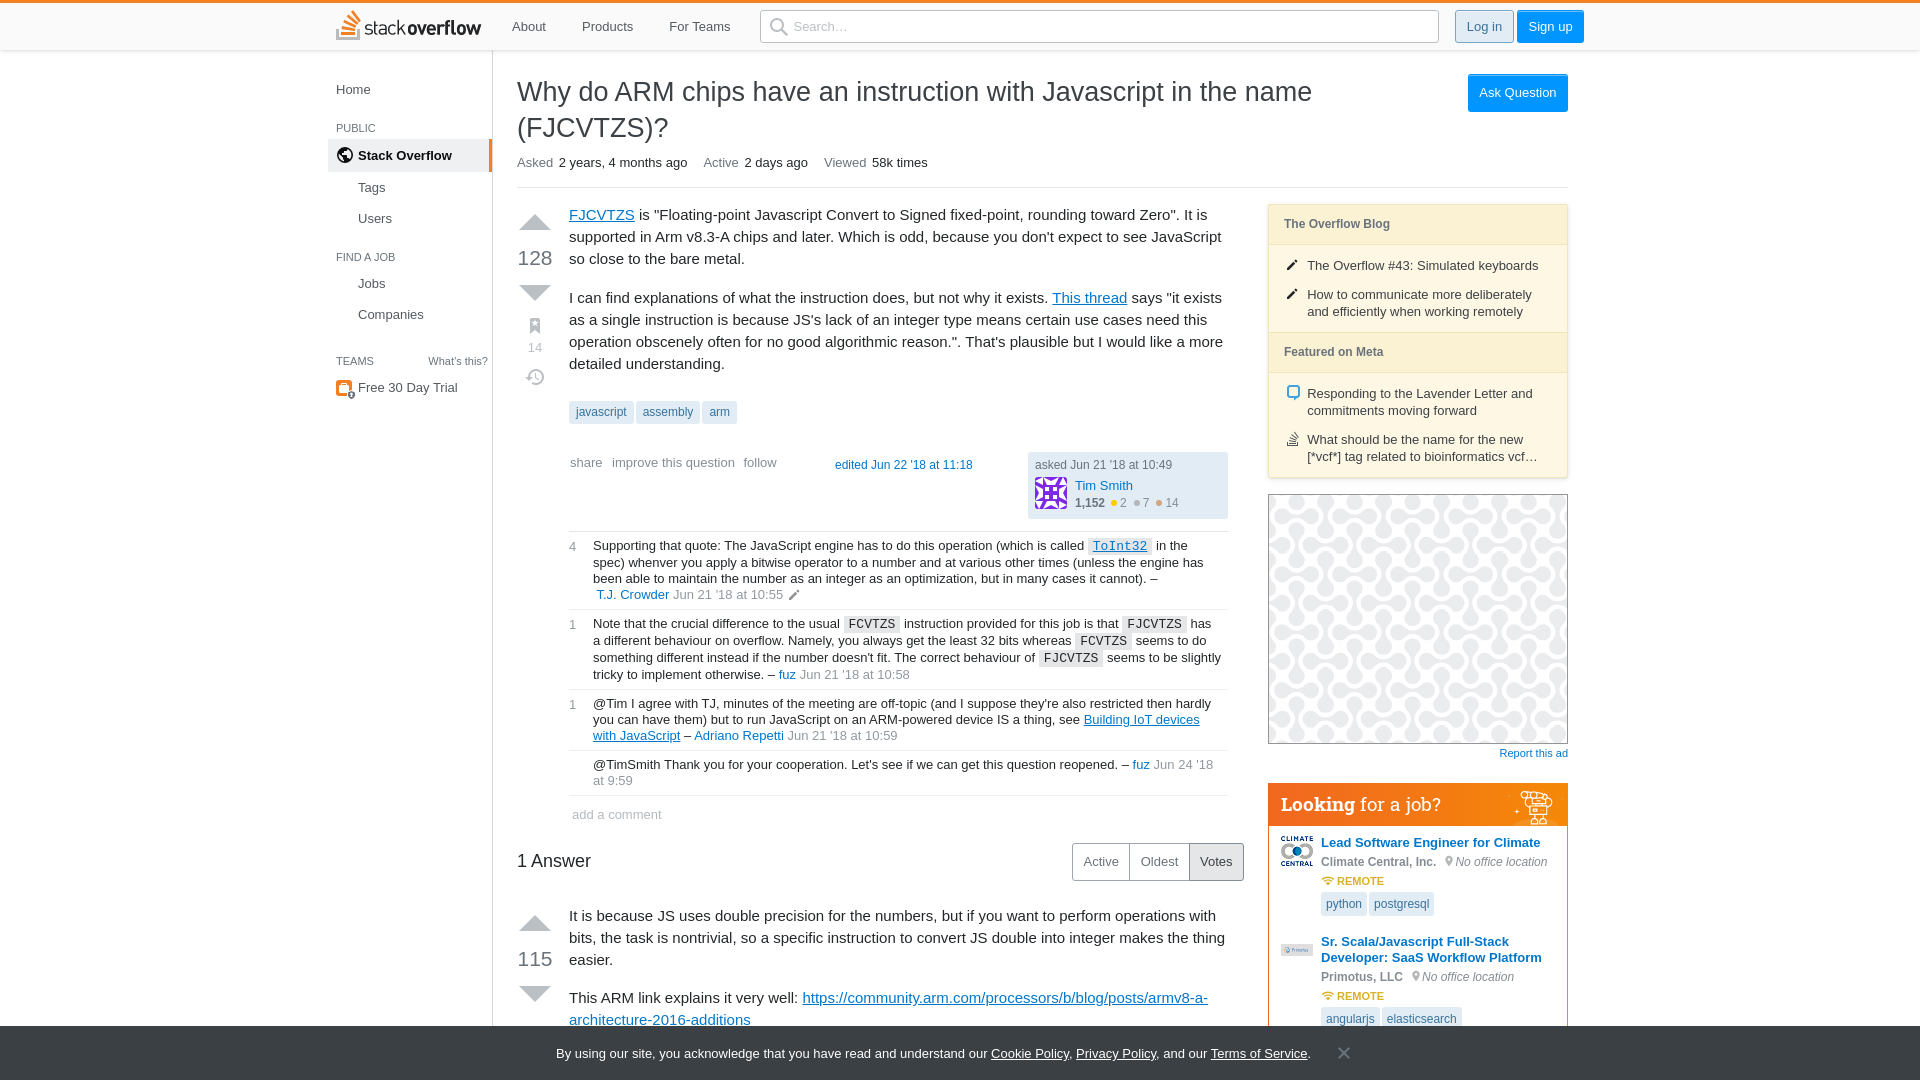 stackoverflow
About
Products
For Teams
Search…
Log in
Sign up
Home
PUBLIC
Stack Overflow
Tags
Users
FIND A JOB
Jobs
Companies
TEAMS
What's this?
Free 30 Day Trial
Why do ARM chips have an instruction with Javascript in the name
(FJCVTZS)?
Ask Question
Asked 2 years, 4 months ago Active 2 days ago Viewed 58k times
128
14
FJCVTZS is "Floating-point Javascript Convert to Signed fixed-point, rounding toward Zero". It is
supported in Arm v8.3-A chips and later. Which is odd, because you don't expect to see JavaScript
so close to the bare metal.
I can find explanations of what the instruction does, but not why it exists. This thread says "it exists
as a single instruction is because JS's lack of an integer type means certain use cases need this
operation obscenely often for no good algorithmic reason.". That's plausible but I would like a more
detailed understanding.
javascript assembly arm
share improve this question follow
edited Jun 22 '18 at 11:18
asked Jun 21 '18 at 10:49
Tim Smith
1,152 2 7 14
4
Supporting that quote: The JavaScript engine has to do this operation (which is called ToInt32 in the
spec) whenver you apply a bitwise operator to a number and at various other times (unless the engine has
been able to maintain the number as an integer as an optimization, but in many cases it cannot). –
T.J. Crowder Jun 21 '18 at 10:55
1
Note that the crucial difference to the usual FCVTZS instruction provided for this job is that FJCVTZS has
a different behaviour on overflow. Namely, you always get the least 32 bits whereas FCVTZS seems to do
something different instead if the number doesn't fit. The correct behaviour of FJCVTZS seems to be slightly
tricky to implement otherwise. – fuz Jun 21 '18 at 10:58
1
@Tim I agree with TJ, minutes of the meeting are off-topic (and I suppose they're also restricted then hardly
you can have them) but to run JavaScript on an ARM-powered device IS a thing, see Building IoT devices
with JavaScript – Adriano Repetti Jun 21 '18 at 10:59
@TimSmith Thank you for your cooperation. Let's see if we can get this question reopened. – fuz Jun 24 '18
at 9:59
add a comment
1 Answer
Active Oldest Votes
115
It is because JS uses double precision for the numbers, but if you want to perform operations with
bits, the task is nontrivial, so a specific instruction to convert JS double into integer makes the thing
easier.
This ARM link explains it very well: https://community.arm.com/processors/b/blog/posts/armv8-a-
architecture-2016-additions
The Overflow Blog
The Overflow #43: Simulated keyboards
How to communicate more deliberately
and efficiently when working remotely
Featured on Meta
Responding to the Lavender Letter and
commitments moving forward
What should be the name for the new
[*vcf*] tag related to bioinformatics vcf…
Report this ad
Looking for a job?
CLIMATE
CENTRAL
Lead Software Engineer for Climate
Climate Central, Inc. No office location
REMOTE
python postgresql
Sr. Scala/Javascript Full-Stack
Developer: SaaS Workflow Platform
Primotus, LLC No office location
REMOTE
angularjs elasticsearch
By using our site, you acknowledge that you have read and understand our Cookie Policy, Privacy Policy, and our Terms of Service.